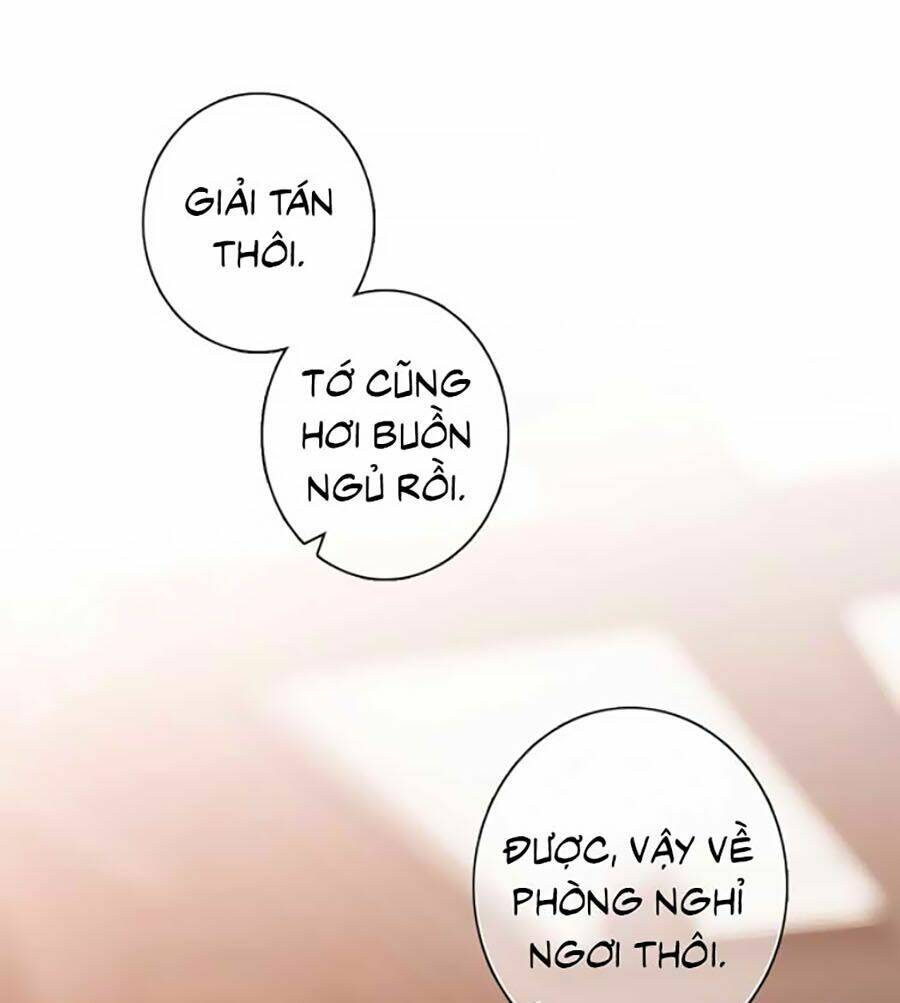 GIẢI TÁN
THÔI.
TỚ CŨNG
HƠI BUỒN
NGỦ RỒI.
ĐƯỢC, VẬY VỀ
PHÒNG NGHỈ
NGƠI THÔI.